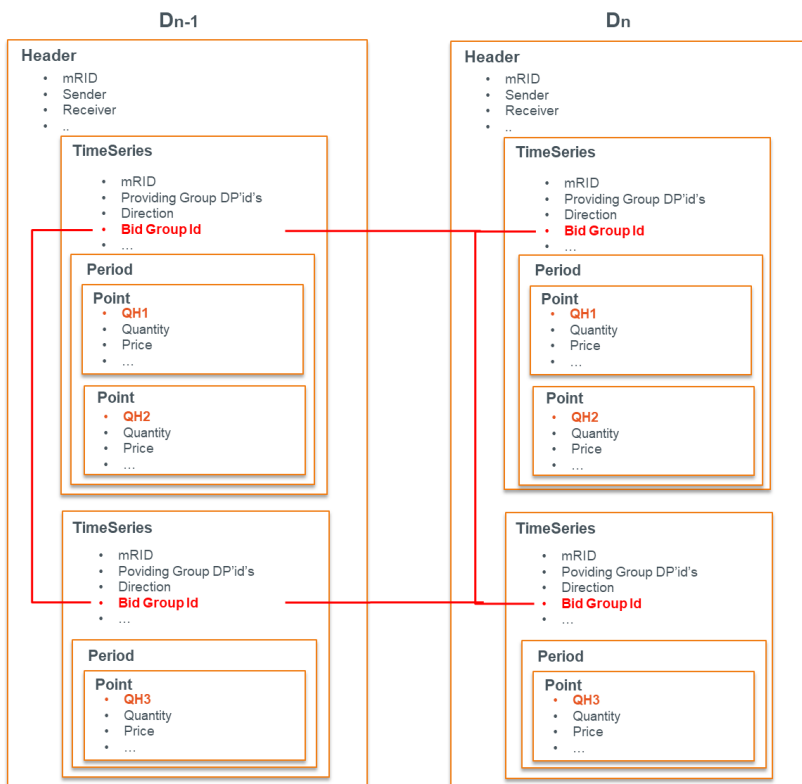 Dn-1
Header
• mRID
• Sender
• Receiver
• ..
TimeSeries
• mRID
• Providing Group DP'id's
• Direction
• Bid Group Id
• ...
Period
Point
• QH1
• Quantity
• Price
• ...
Point
• QH2
• Quantity
• Price
• ...
TimeSeries
• mRID
• Poviding Group DP'id's
• Direction
• Bid Group Id
• ...
Period
Point
• QH3
• Quantity
• Price
• ...
Dn
Header
• mRID
• Sender
• Receiver
• ..
TimeSeries
• mRID
• Providing Group DP'id's
• Direction
• Bid Group Id
• ...
Period
Point
• QH1
• Quantity
• Price
• ...
Point
• QH2
• Quantity
• Price
• ...
TimeSeries
• mRID
• Poviding Group DP'id's
• Direction
• Bid Group Id
• ...
Period
Point
• QH3
• Quantity
• Price
• ...